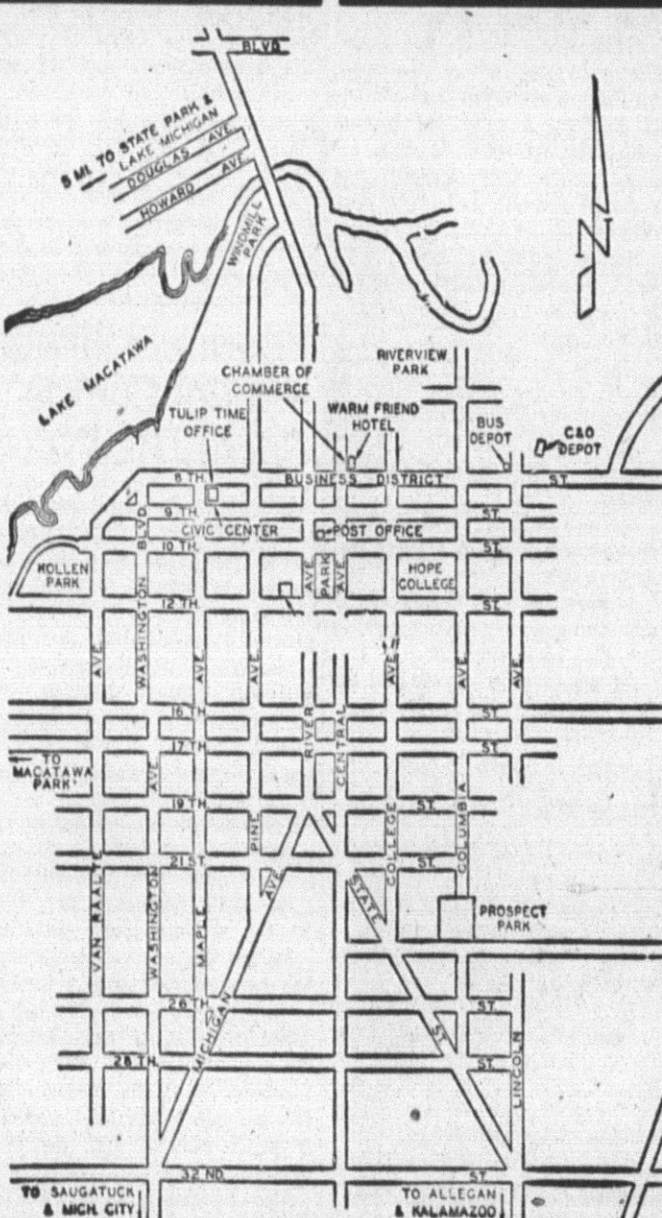 BLVD.
5 MI. TO STATE PARK &
LAKE MICHIGAN
DOUGLAS AVE.
HOWARD AVE.
WINDMILL
PARK
N
LAKE MACATAWA
RIVERVIEW
PARK
CHAMBER OF
COMMERCE
TULIP TIME
OFFICE
WARM FRIEND
HOTEL
BUS
DEPOT
C&O
DEPOT
8 TH.
BUSINESS DISTRICT
ST.
9 TH.
ST.
CIVIC CENTER
POST OFFICE
10 TH.
ST.
KOLLEN
PARK
WASHINGTON BLVD
AVE
PARK
AVE
HOPE
COLLEGE
12 TH.
ST.
AVE
AVE.
AVE
AVE
AVE
AVE
16 TH
ST.
RIVER
CENTRAL
17 TH.
ST.
TO
MACATAWA
PARK
AVE
19 TH.
ST.
PINE
COLLEGE
COLUMBIA
21 ST.
ST.
VAN RAALTE
WASHINGTON
MAPLE
AVE
STATE
PROSPECT
PARK
26 TH.
ST.
MICHIGAN
ST.
28 TH.
ST.
LINCOLN
32 ND.
ST.
TO SAUGATUCK
& MICH. CITY
TO ALLEGAN
& KALAMAZOO